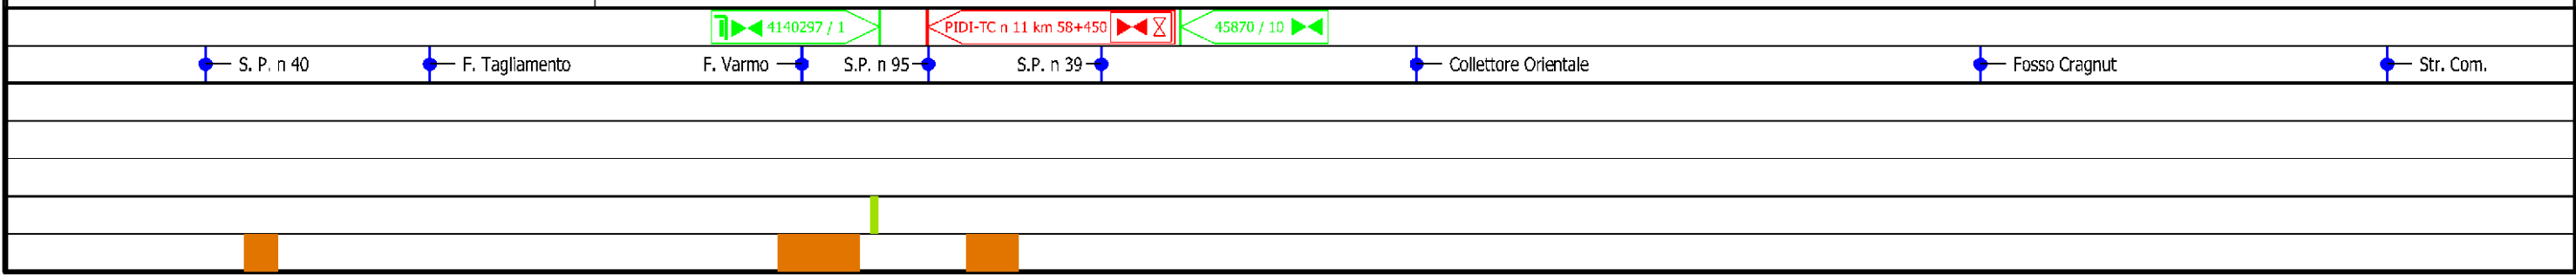 4140297 / 1 PIDI-TC n 11 km 58+450 45870 / 10
S. P. n 40 F. Tagliamento F. Varmo S.P. n 95 S.P. n 39 Collettore Orientale Fosso Cragnut Str. Com.